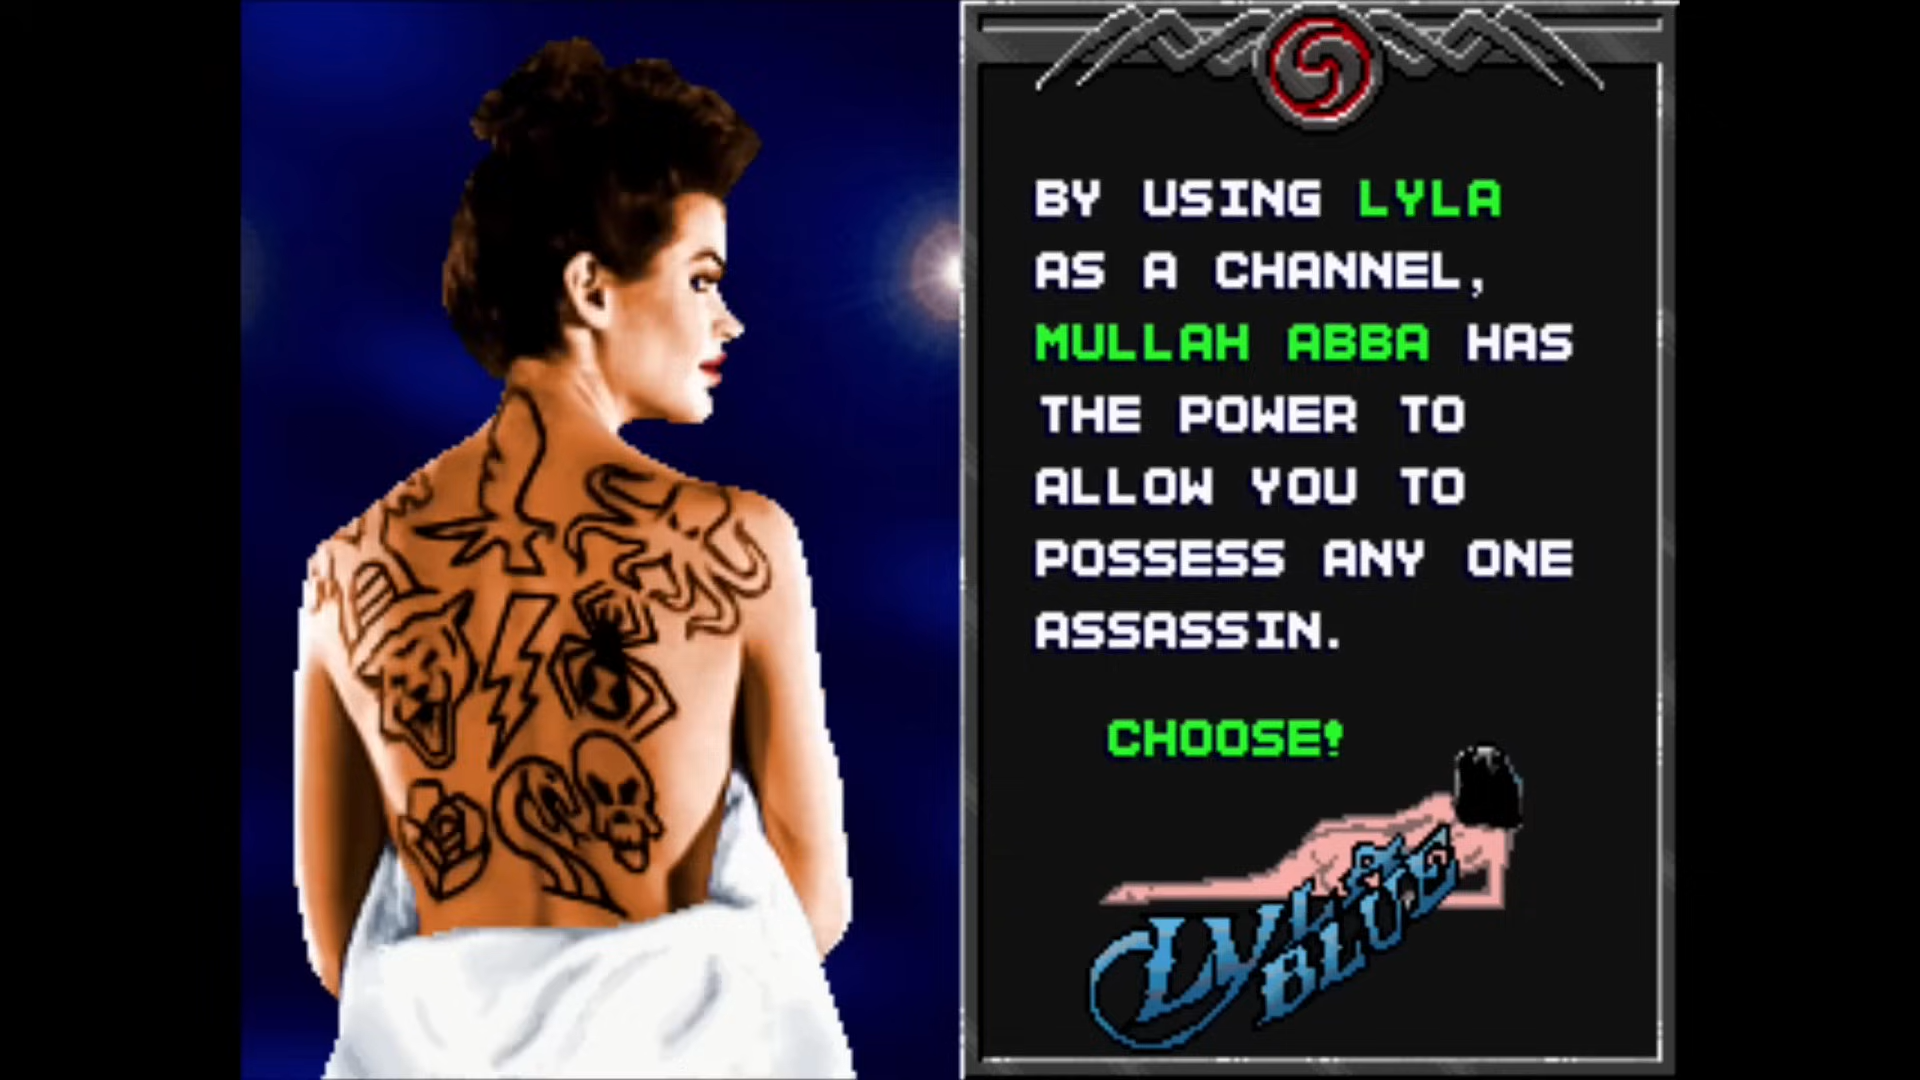 BY USING LYLA
AS A CHANNEL,
MULLAH ABBA HAS
THE POWER TO
ALLOW YOU TO
POSSESS ANY ONE
ASSASSIN.
CHOOSE!
LYLA
BLUE